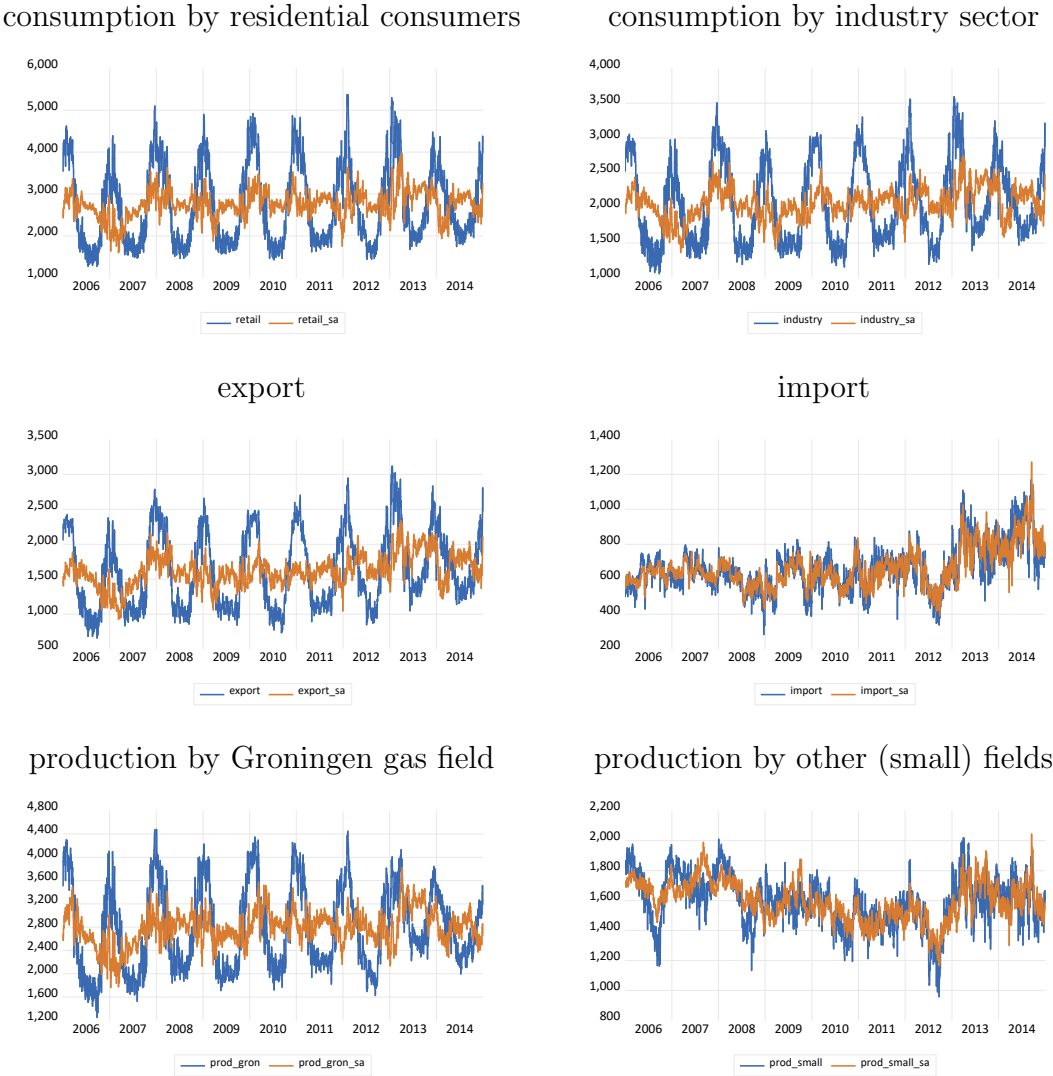 consumption by residential consumers
6,000
5,000
4,000
3,000
2,000
1,000
2006 2007 2008 2009 2010 2011 2012 2013 2014
retail retail_sa
consumption by industry sector
4,000
3,500
3,000
2,500
2,000
1,500
1,000
2006 2007 2008 2009 2010 2011 2012 2013 2014
industry industry_sa
export
3,500
3,000
2,500
2,000
1,500
1,000
500
2006 2007 2008 2009 2010 2011 2012 2013 2014
export export_sa
import
1,400
1,200
1,000
800
600
400
200
2006 2007 2008 2009 2010 2011 2012 2013 2014
import import_sa
production by Groningen gas field
4,800
4,400
4,000
3,600
3,200
2,800
2,400
2,000
1,600
1,200
2006 2007 2008 2009 2010 2011 2012 2013 2014
prod_gron prod_gron_sa
production by other (small) fields
2,200
2,000
1,800
1,600
1,400
1,200
1,000
800
2006 2007 2008 2009 2010 2011 2012 2013 2014
prod_small prod_small_sa